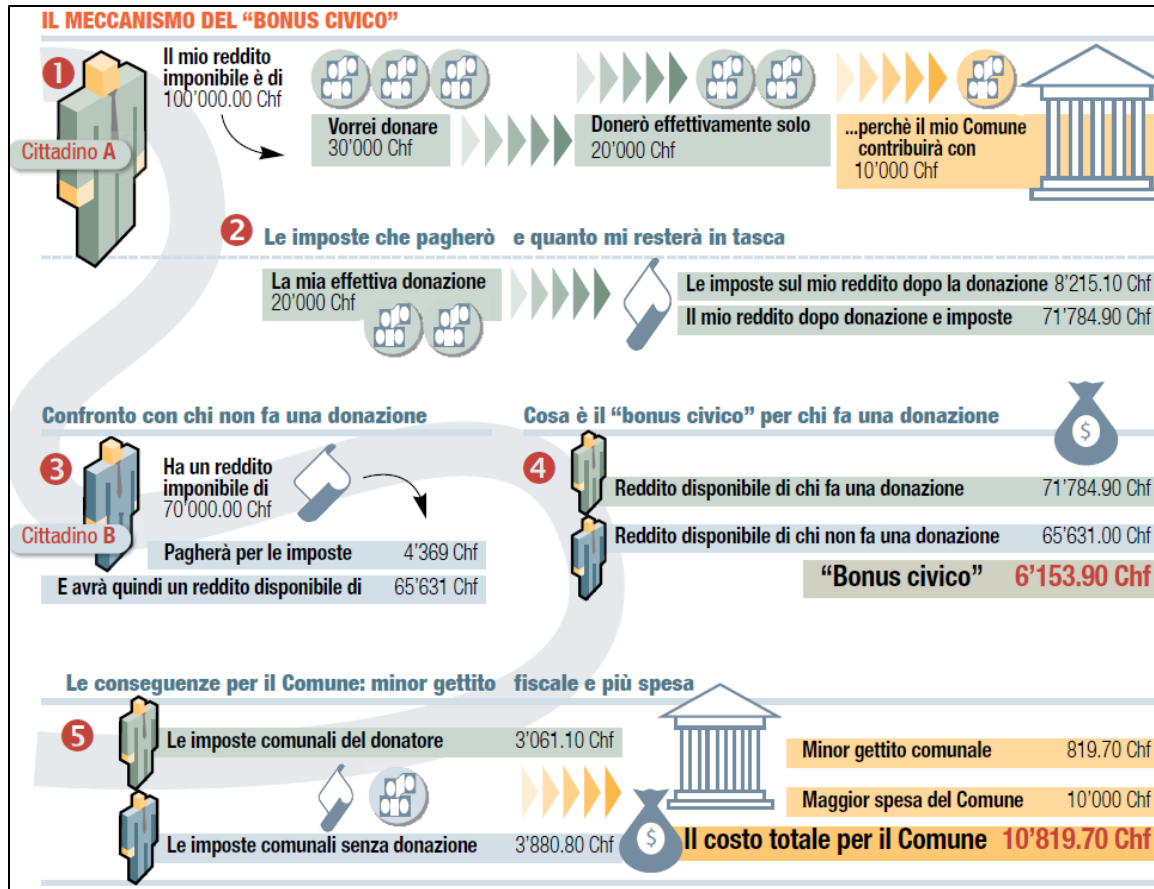 IL MECCANISMO DEL “BONUS CIVICO”
1
Il mio reddito
imponibile è di
100’000.00 Chf
Cittadino A
Vorrei donare
30’000 Chf
Donerò effettivamente solo
20’000 Chf
...perchè il mio Comune
contribuirà con
10’000 Chf
2 Le imposte che pagherò e quanto mi resterà in tasca
La mia effettiva donazione
20’000 Chf
Le imposte sul mio reddito dopo la donazione 8’215.10 Chf
Il mio reddito dopo donazione e imposte 71’784.90 Chf
Confronto con chi non fa una donazione
3
Ha un reddito
imponibile di
70’000.00 Chf
Cittadino B
Pagherà per le imposte 4’369 Chf
E avrà quindi un reddito disponibile di 65’631 Chf
Cosa è il “bonus civico” per chi fa una donazione
$
4
Reddito disponibile di chi fa una donazione 71’784.90 Chf
Reddito disponibile di chi non fa una donazione 65’631.00 Chf
“Bonus civico” 6’153.90 Chf
Le conseguenze per il Comune: minor gettito fiscale e più spesa
5
Le imposte comunali del donatore 3’061.10 Chf
Le imposte comunali senza donazione 3’880.80 Chf
Minor gettito comunale 819.70 Chf
Maggior spesa del Comune 10’000 Chf
$
Il costo totale per il Comune 10’819.70 Chf